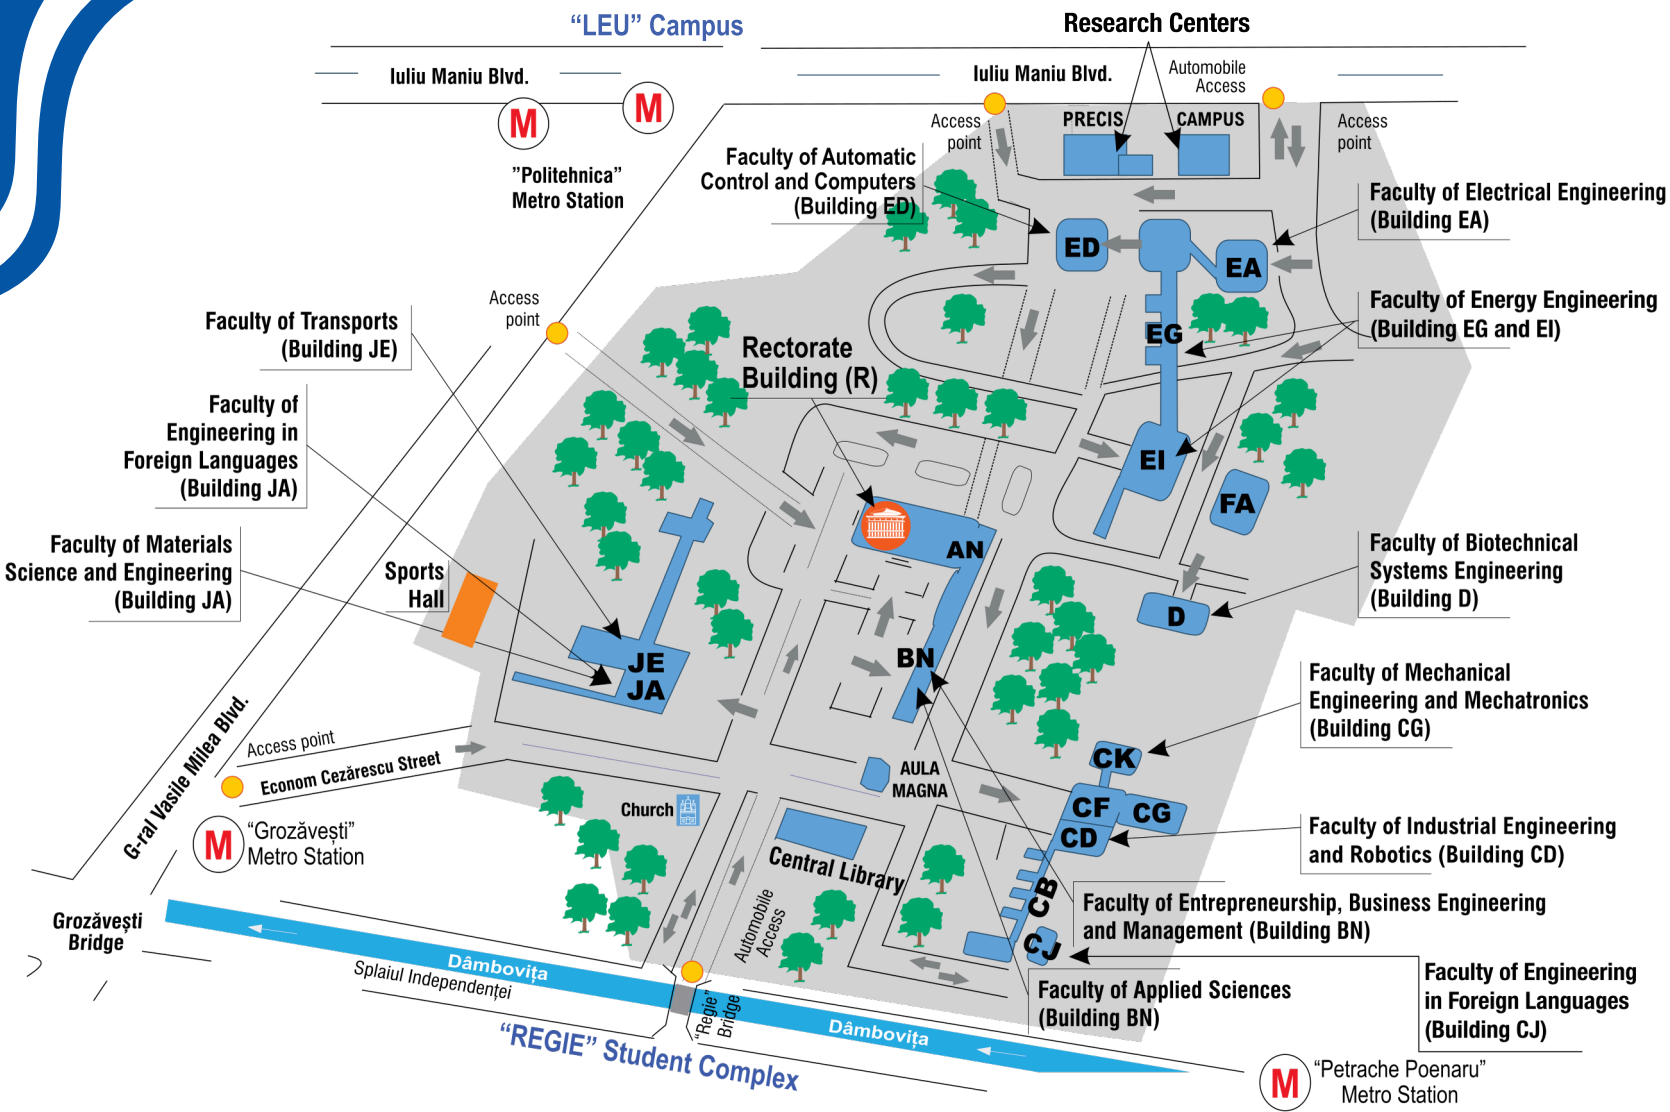 “LEU” Campus
Research Centers
Iuliu Maniu Blvd.
Iuliu Maniu Blvd.
Automobile
Access
M
M
Access
point
PRECIS
CAMPUS
Access
point
”Politehnica”
Metro Station
Faculty of Automatic
Control and Computers
(Building ED)
Faculty of Electrical Engineering
(Building EA)
ED
EA
Access
point
Faculty of Energy Engineering
(Building EG and EI)
EG
Faculty of Transports
(Building JE)
Rectorate
Building (R)
Faculty of
Engineering in
Foreign Languages
(Building JA)
EI
FA
Faculty of Materials
Science and Engineering
(Building JA)
Sports
Hall
AN
Faculty of Biotechnical
Systems Engineering
(Building D)
D
JE
JA
BN
Faculty of Mechanical
Engineering and Mechatronics
(Building CG)
G-ral Vasile Milea Blvd.
Access point
Econom Cezărescu Street
CK
AULA
MAGNA
Church
CF
CG
CD
“Grozăvești”
Metro Station
M
Central Library
Faculty of Industrial Engineering
and Robotics (Building CD)
CB
CJ
Faculty of Entrepreneurship, Business Engineering
and Management (Building BN)
Automobile
Access
Grozăvești
Bridge
Dâmbovița
Splaiul Independenței
Faculty of Applied Sciences
(Building BN)
Faculty of Engineering
in Foreign Languages
(Building CJ)
“Regie”
Bridge
Dâmbovița
“REGIE” Student Complex
M
“Petrache Poenaru”
Metro Station